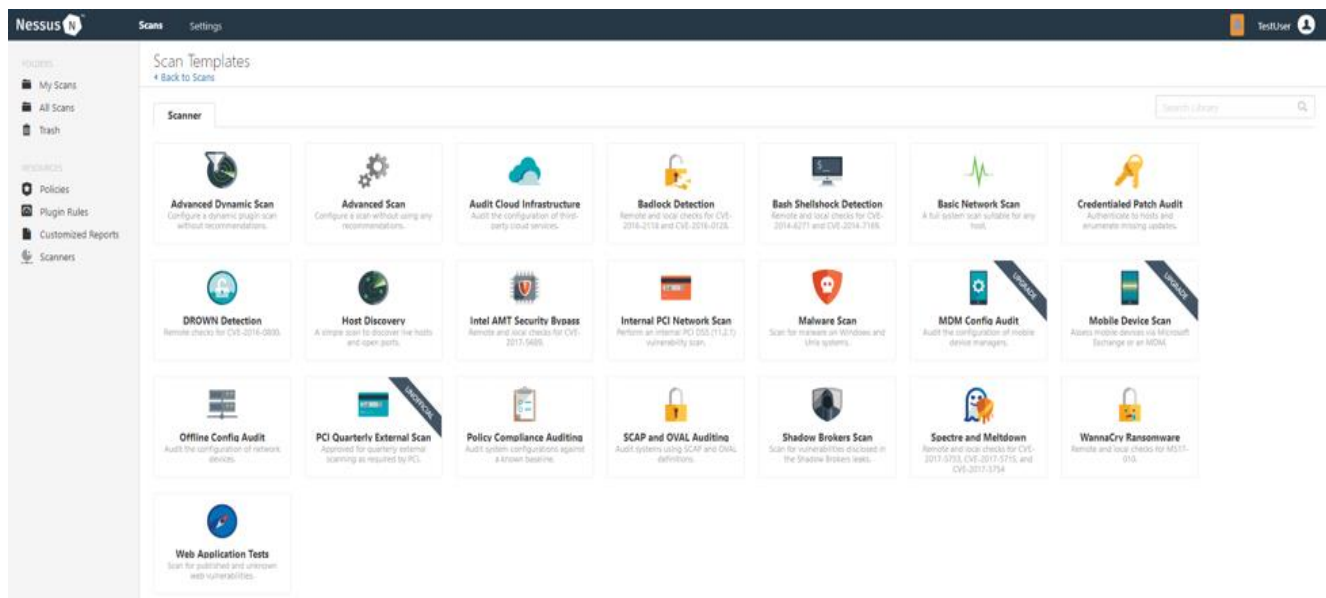 Nessus N
Scans Settings
TestUser
FOLDERS
My Scans
All Scans
Trash
RESOURCES
Policies
Plugin Rules
Customized Reports
Scanners
Scan Templates
Back to Scans
Scanner
Search Library
Advanced Dynamic Scan
Configure a dynamic plugin scan
without recommendations.
Advanced Scan
Configure a scan without using any
recommendations.
Audit Cloud Infrastructure
Audit the configuration of third-
party cloud services.
Badlock Detection
Remote and local checks for CVE-
2016-2118 and CVE-2016-0128.
Bash Shellshock Detection
Remote and local checks for CVE-
2014-6271 and CVE-2014-7169.
Basic Network Scan
A full system scan suitable for any
host.
Credentialed Patch Audit
Authenticate to hosts and
enumerate missing updates.
DROWN Detection
Remote checks for CVE-2016-0800.
Host Discovery
A simple scan to discover live hosts
and open ports.
Intel AMT Security Bypass
Remote and local checks for CVE-
2017-5689.
Internal PCI Network Scan
Perform an internal PCI DSS (11.2.1)
vulnerability scan.
Malware Scan
Scan for malware on Windows and
Unix systems.
UPGRADE
MDM Config Audit
Audit the configuration of mobile
device managers.
UPGRADE
Mobile Device Scan
Assess mobile devices via Microsoft
Exchange or an MDM.
Offline Config Audit
Audit the configuration of network
devices.
UNOFFICIAL
PCI Quarterly External Scan
Approved for quarterly external
scanning as required by PCI.
Policy Compliance Auditing
Audit system configurations against
a known baseline.
SCAP and OVAL Auditing
Audit systems using SCAP and OVAL
definitions.
Shadow Brokers Scan
Scan for vulnerabilities disclosed in
the Shadow Brokers leaks.
Spectre and Meltdown
Remote and local checks for CVE-
2017-5753, CVE-2017-5715, and
CVE-2017-5754
WannaCry Ransomware
Remote and local checks for MS17-
010.
Web Application Tests
Scan for published and unknown
web vulnerabilities.